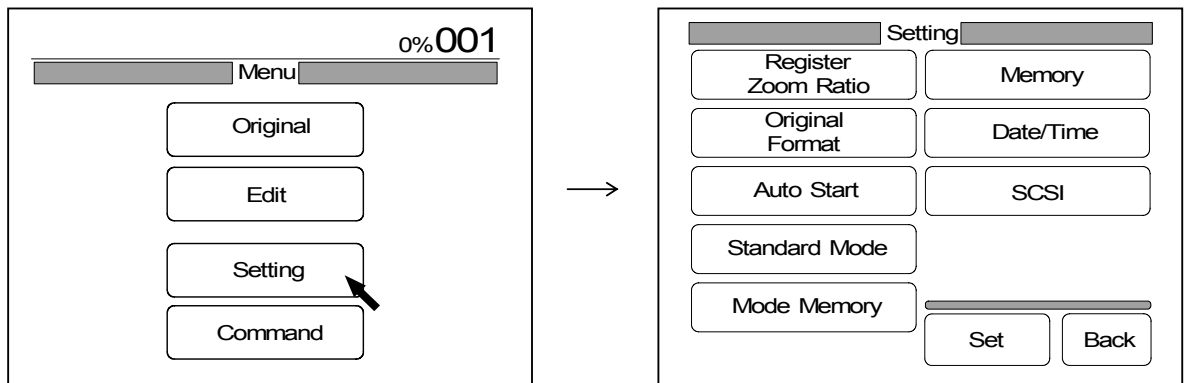 0%001
Menu
Original
Edit
Setting
Command
Setting
Register
Zoom Ratio
Memory
Original
Format
Date/Time
Auto Start
SCSI
Standard Mode
Mode Memory
Set
Back